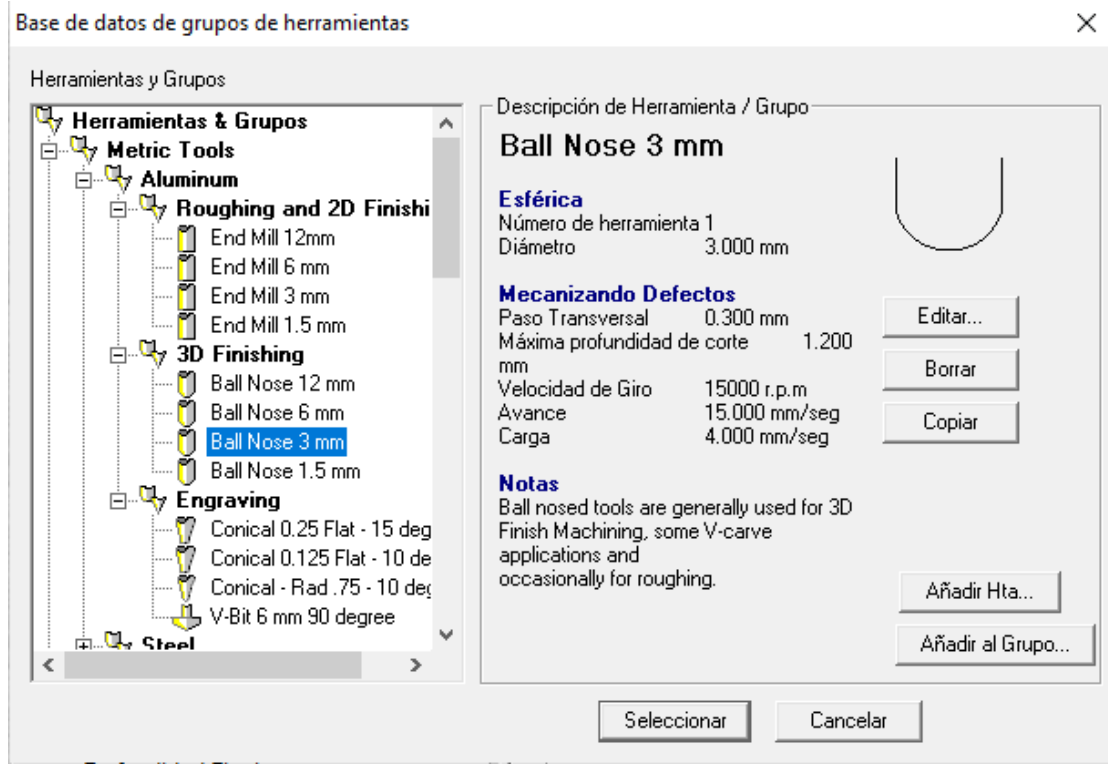 Base de datos de grupos de herramientas
Herramientas y Grupos
Herramientas & Grupos
Metric Tools
Aluminum
Roughing and 2D Finishi
End Mill 12mm
End Mill 6 mm
End Mill 3 mm
End Mill 1.5 mm
3D Finishing
Ball Nose 12 mm
Ball Nose 6 mm
Ball Nose 3 mm
Ball Nose 1.5 mm
Engraving
Conical 0.25 Flat - 15 deg
Conical 0.125 Flat - 10 de
Conical - Rad .75 - 10 deg
V-Bit 6 mm 90 degree
Steel
Descripción de Herramienta / Grupo
Ball Nose 3 mm
Esférica
Número de herramienta 1
Diámetro 3.000 mm
Mecanizando Defectos
Paso Transversal 0.300 mm
Máxima profundidad de corte 1.200
mm
Velocidad de Giro 15000 r.p.m
Avance 15.000 mm/seg
Carga 4.000 mm/seg
Notas
Ball nosed tools are generally used for 3D
Finish Machining, some V-carve
applications and
occasionally for roughing.
Editar...
Borrar
Copiar
Añadir Hta...
Añadir al Grupo...
Seleccionar
Cancelar